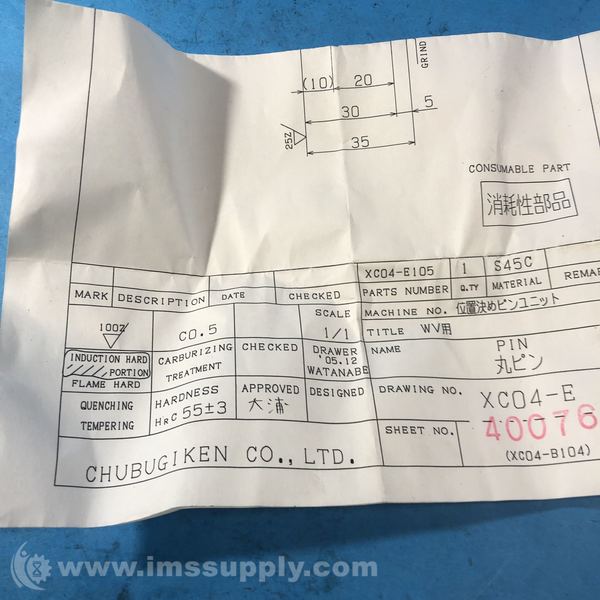 GRIND
(10) 20
30 5
25Z 35
CONSUMABLE PART
消耗性部品
XC04-E105 1 S45C
MARK DESCRIPTION DATE CHECKED PARTS NUMBER Q.TY MATERIAL REMAR
SCALE MACHINE NO. 位置決めピンユニット
100Z C0.5 1/1 TITLE WV用
INDUCTION HARD PORTION CARBURIZING TREATMENT CHECKED DRAWER '05.12 WATANABE NAME PIN
丸ピン
FLAME HARD
QUENCHING TEMPERING HARDNESS HRC 55±3 APPROVED 大浦 DESIGNED DRAWING NO. XC04-E
SHEET NO. 40076
(XC04-B104)
CHUBUGIKEN CO.,LTD.
www.imssupply.com